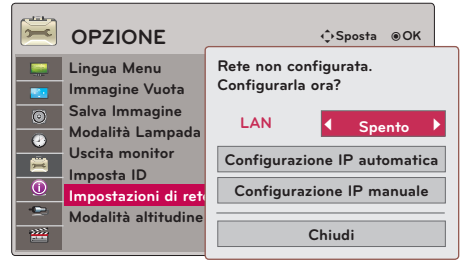 OPZIONE
Sposta OK
Lingua Menu
Immagine Vuota
Salva Immagine
Modalità Lampada
Uscita monitor
Imposta ID
Impostazioni di rete
Modalità altitudine
Rete non configurata.
Configurarla ora?
LAN Spento
Configurazione IP automatica
Configurazione IP manuale
Chiudi